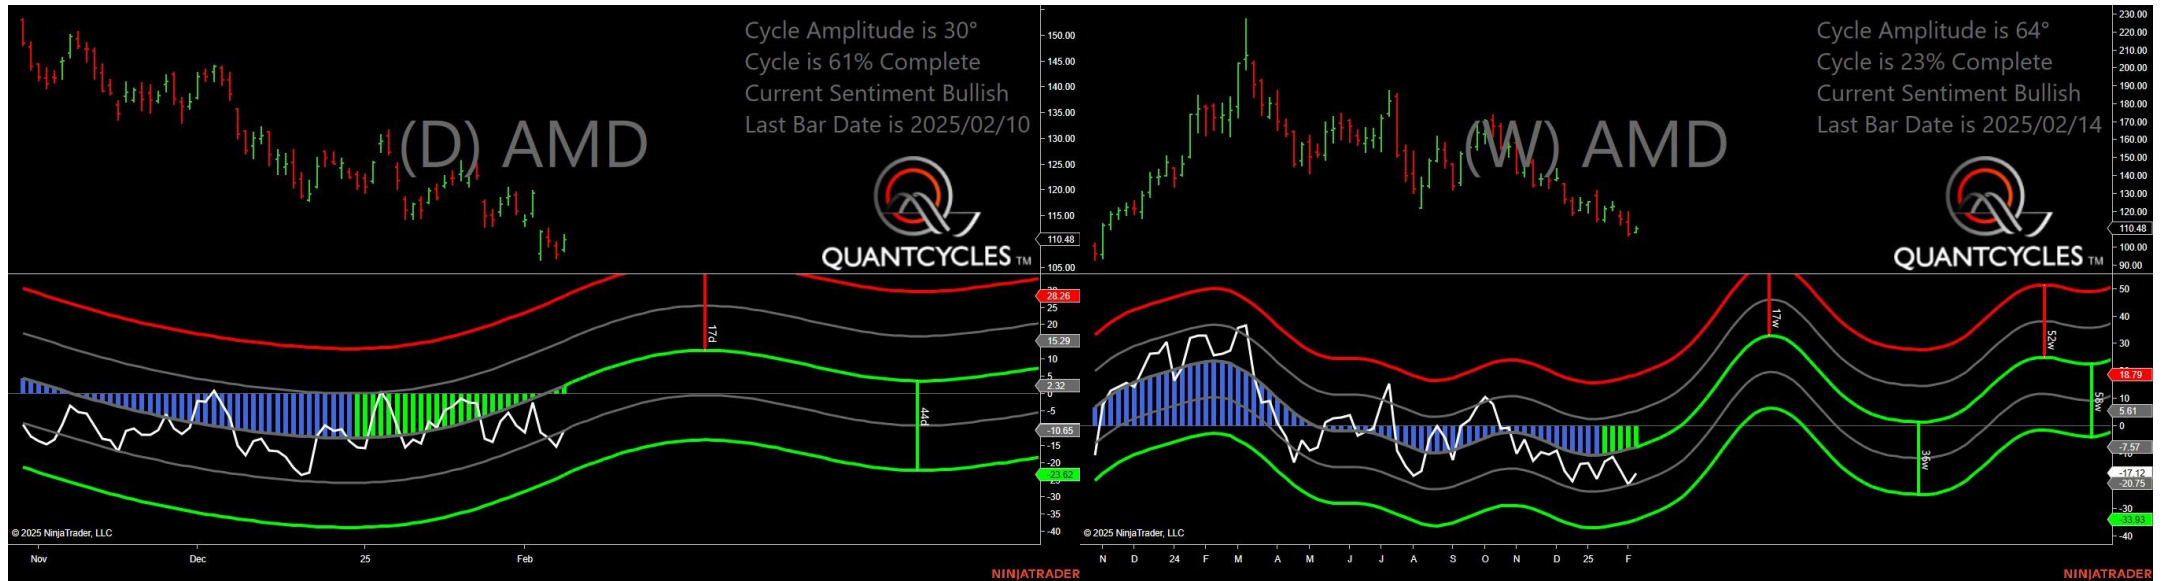 Cycle Amplitude is 30°
Cycle is 61% Complete
Current Sentiment Bullish
Last Bar Date is 2025/02/10
(D) AMD
QUANTCYCLES TM
150.00
145.00
140.00
135.00
130.00
125.00
120.00
115.00
110.48
105.00
28.26
25
20
15.29
10
5
2.32
0
-5
-10.65
-15
-20
-23.62
-30
-35
-40
17d
44d
© 2025 NinjaTrader, LLC
Nov
Dec
25
Feb
NINJATRADER
Cycle Amplitude is 64°
Cycle is 23% Complete
Current Sentiment Bullish
Last Bar Date is 2025/02/14
(W) AMD
QUANTCYCLES TM
230.00
220.00
210.00
200.00
190.00
180.00
170.00
160.00
150.00
140.00
130.00
120.00
110.48
100.00
90.00
50
40
30
18.79
10
5.61
0
-7.57
-17.12
-20.75
-30
-33.93
-40
17w
36w
52w
58w
© 2025 NinjaTrader, LLC
N
D
24
F
M
A
M
J
J
A
S
O
N
D
25
F
NINJATRADER